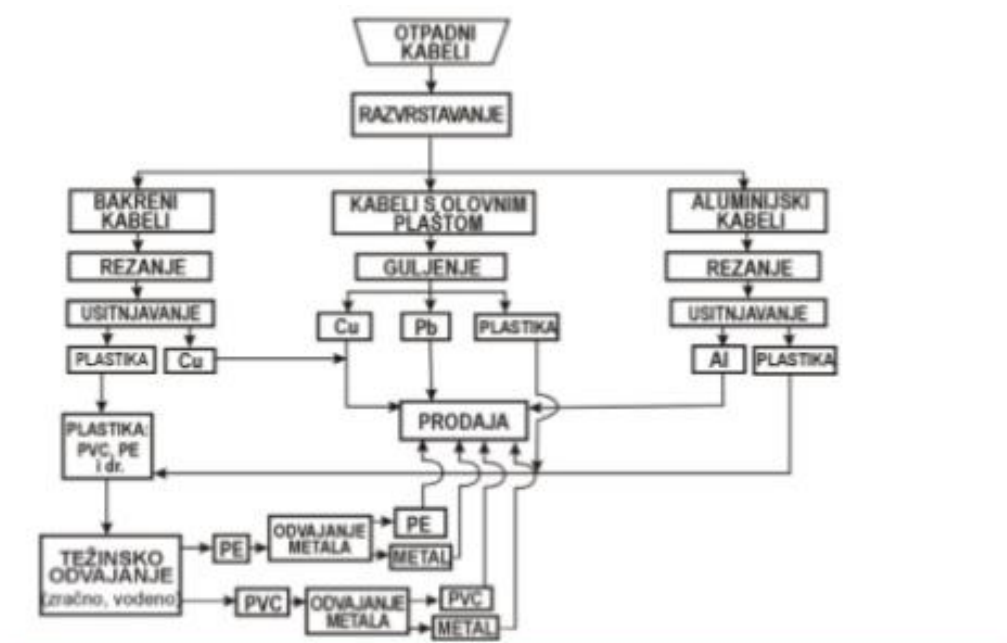 OTPADNI
KABELI
RAZVRSTAVANJE
BAKRENI
KABELI
KABELI S OLOVNIM
PLAŠTOM
ALUMINIJSKI
KABELI
REZANJE
GULJENJE
REZANJE
USITNJAVANJE
USITNJAVANJE
Cu
Pb
PLASTIKA
PLASTIKA
Cu
Al
PLASTIKA
PRODAJA
PLASTIKA:
PVC, PE
i dr.
TEŽINSKO
ODVAJANJE
(zračno, vodeno)
PE
ODVAJANJE
METALA
PE
METAL
PVC
ODVAJANJE
METALA
PVC
METAL